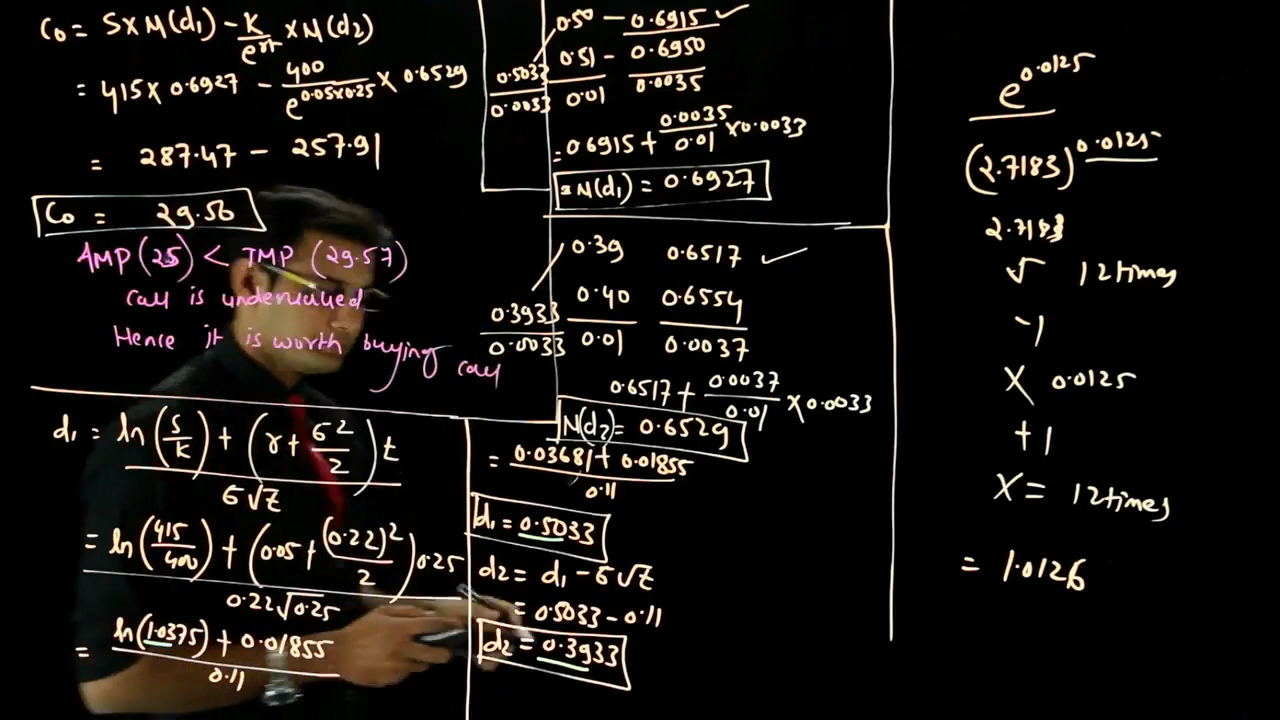 C₀ = S×N(d₁) − K/e^rt × N(d₂)
= 415×0.6927 − 400/e^0.05×0.25 × 0.6529
= 287.47 − 257.91
C₀ = 29.56
AMP (25) < TMP (29.57)
call is undervalued
Hence it is worth buying call
d₁ = ln(S/K) + (r + σ²/2)t / σ√t
= ln(415/400) + (0.05 + (0.22)²/2) 0.25 / 0.22√0.25
= ln(1.0375) + 0.01855 / 0.11
0.50 − 0.6915 ✓
0.51 − 0.6950
0.5033
0.0033 0.01 0.0035
= 0.6915 + 0.0035/0.01 × 0.0033
= N(d₁) = 0.6927
0.39 0.6517 ✓
0.40 0.6554
0.3933
0.0033 0.01 0.0037
0.6517 + 0.0037/0.01 × 0.0033
N(d₂) = 0.6529
= 0.03681 + 0.01855 / 0.11
d₁ = 0.5033
d2 = d₁ − σ√t
= 0.5033 − 0.11
d₂ = 0.3933
e^0.0125
(2.7183)^0.0125
2.7183
√ 12times
−1
× 0.0125
+1
×= 12times
= 1.0126